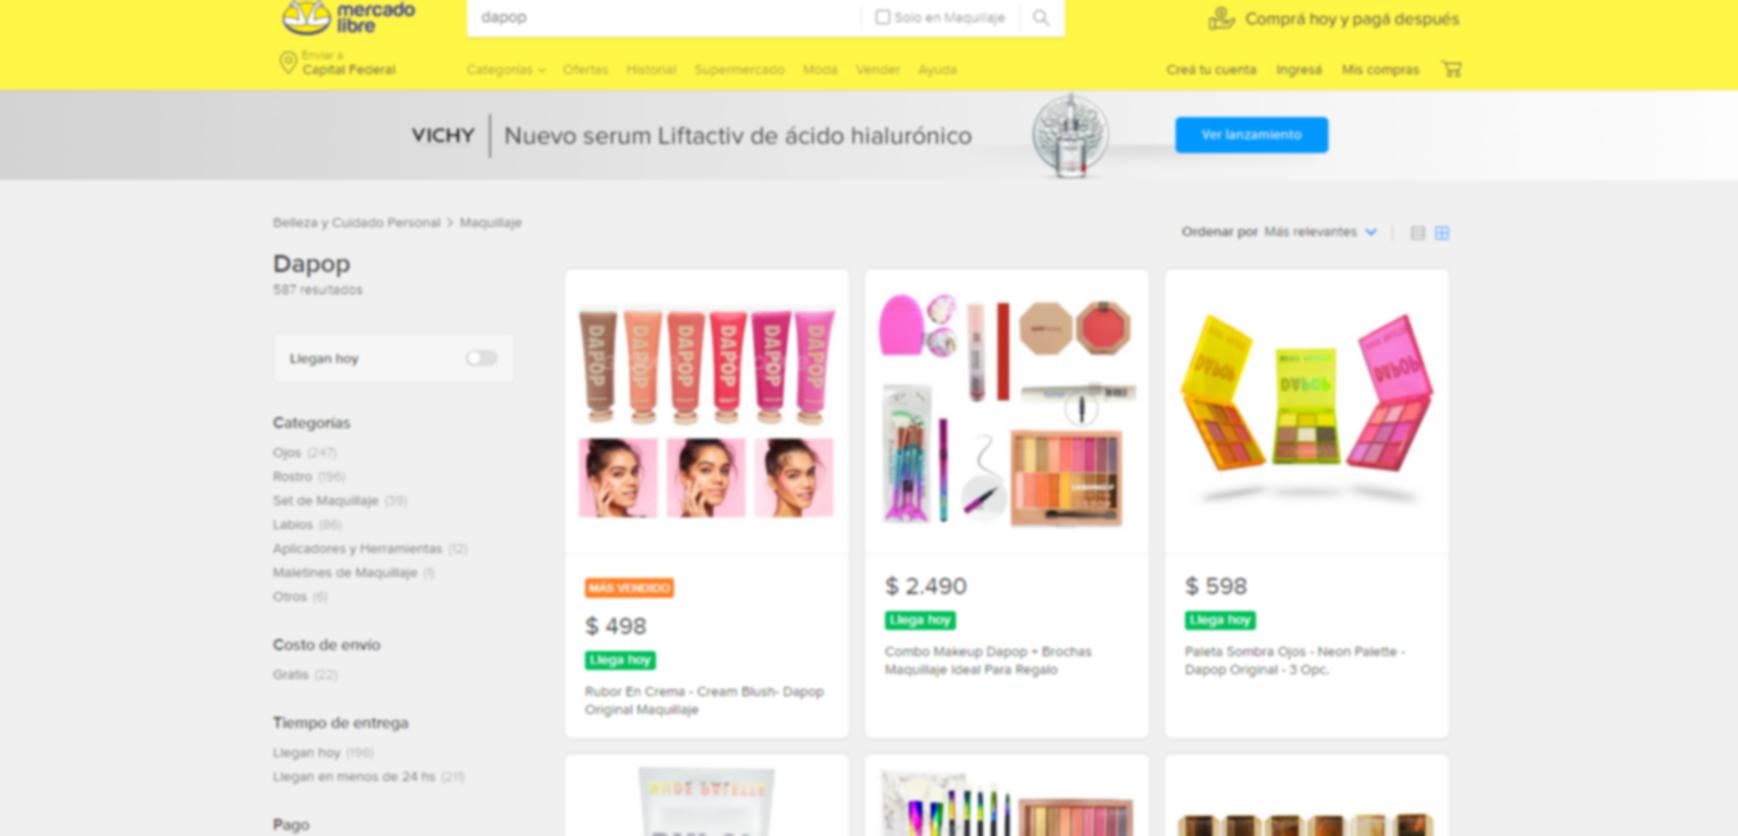 mercado
libre
dapop
Solo en Maquillaje
Comprá hoy y pagá después
Enviar a
Capital Federal
Categorías
Ofertas
Historial
Supermercado
Moda
Vender
Ayuda
Creá tu cuenta
Ingresá
Mis compras
VICHY
Nuevo serum Liftactiv de ácido hialurónico
Ver lanzamiento
Belleza y Cuidado Personal > Maquillaje
Ordenar por Más relevantes
Dapop
587 resultados
Llegan hoy
Categorías
Ojos (247)
Rostro (196)
Set de Maquillaje (39)
Labios (86)
Aplicadores y Herramientas (12)
Maletines de Maquillaje (1)
Otros (6)
Costo de envío
Gratis (22)
Tiempo de entrega
Llegan hoy (196)
Llegan en menos de 24 hs (211)
Pago
DAPOP
DAPOP
DAPOP
DAPOP
DAPOP
DAPOP
MÁS VENDIDO
$ 498
Llega hoy
Rubor En Crema - Cream Blush- Dapop
Original Maquillaje
$ 2.490
Llega hoy
Combo Makeup Dapop + Brochas
Maquillaje Ideal Para Regalo
DAPOP
DAPOP
DAPOP
$ 598
Llega hoy
Paleta Sombra Ojos - Neon Palette -
Dapop Original - 3 Opc.